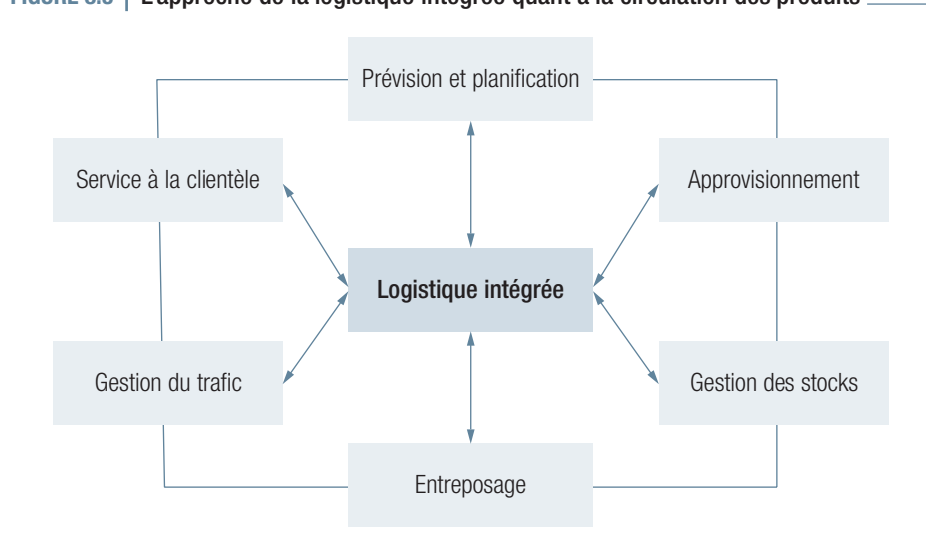 L'approche de la logistique intégrée quant à la circulation des produits
Prévision et planification
Service à la clientèle
Approvisionnement
Logistique intégrée
Gestion du trafic
Gestion des stocks
Entreposage